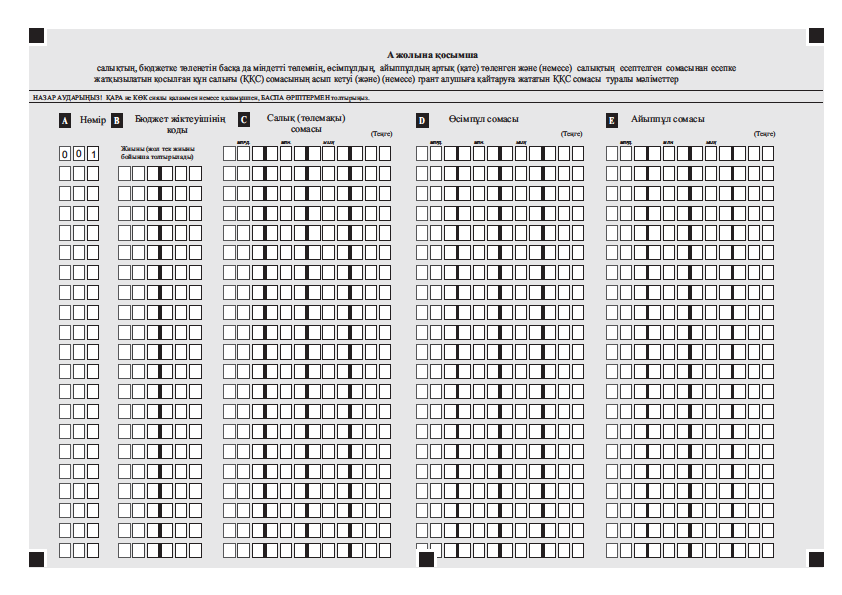 А жолына қосымша
салықтың, бюджетке төленетін басқа да міндетті төлемнің, өсімпұлдың, айыппұлдың артық (қате) төленген және (немесе) салықтың есептелген сомасынан есепке
жатқызылатын қосылған құн салығы (ҚҚС) сомасының асып кетуі (және) (немесе) грант алушыға қайтаруға жататын ҚҚС сомасы туралы мәліметтер
НАЗАР АУДАРЫҢЫЗ! ҚАРА не КӨК сиялы қаламмен немесе қаламұшпен, БАСПА ӘРІПТЕРМЕН толтырыңыз.
A Нөмір B Бюджет жіктеуішінің коды C Салық (төлемақы) сомасы (Теңге) D Өсімпұл сомасы (Теңге) E Айыппұл сомасы (Теңге)
млрд. млн. мың млрд. млн. мың млрд. млн. мың
0 0 1 Жиыны (жол тек жиыны
бойынша толтырылады)